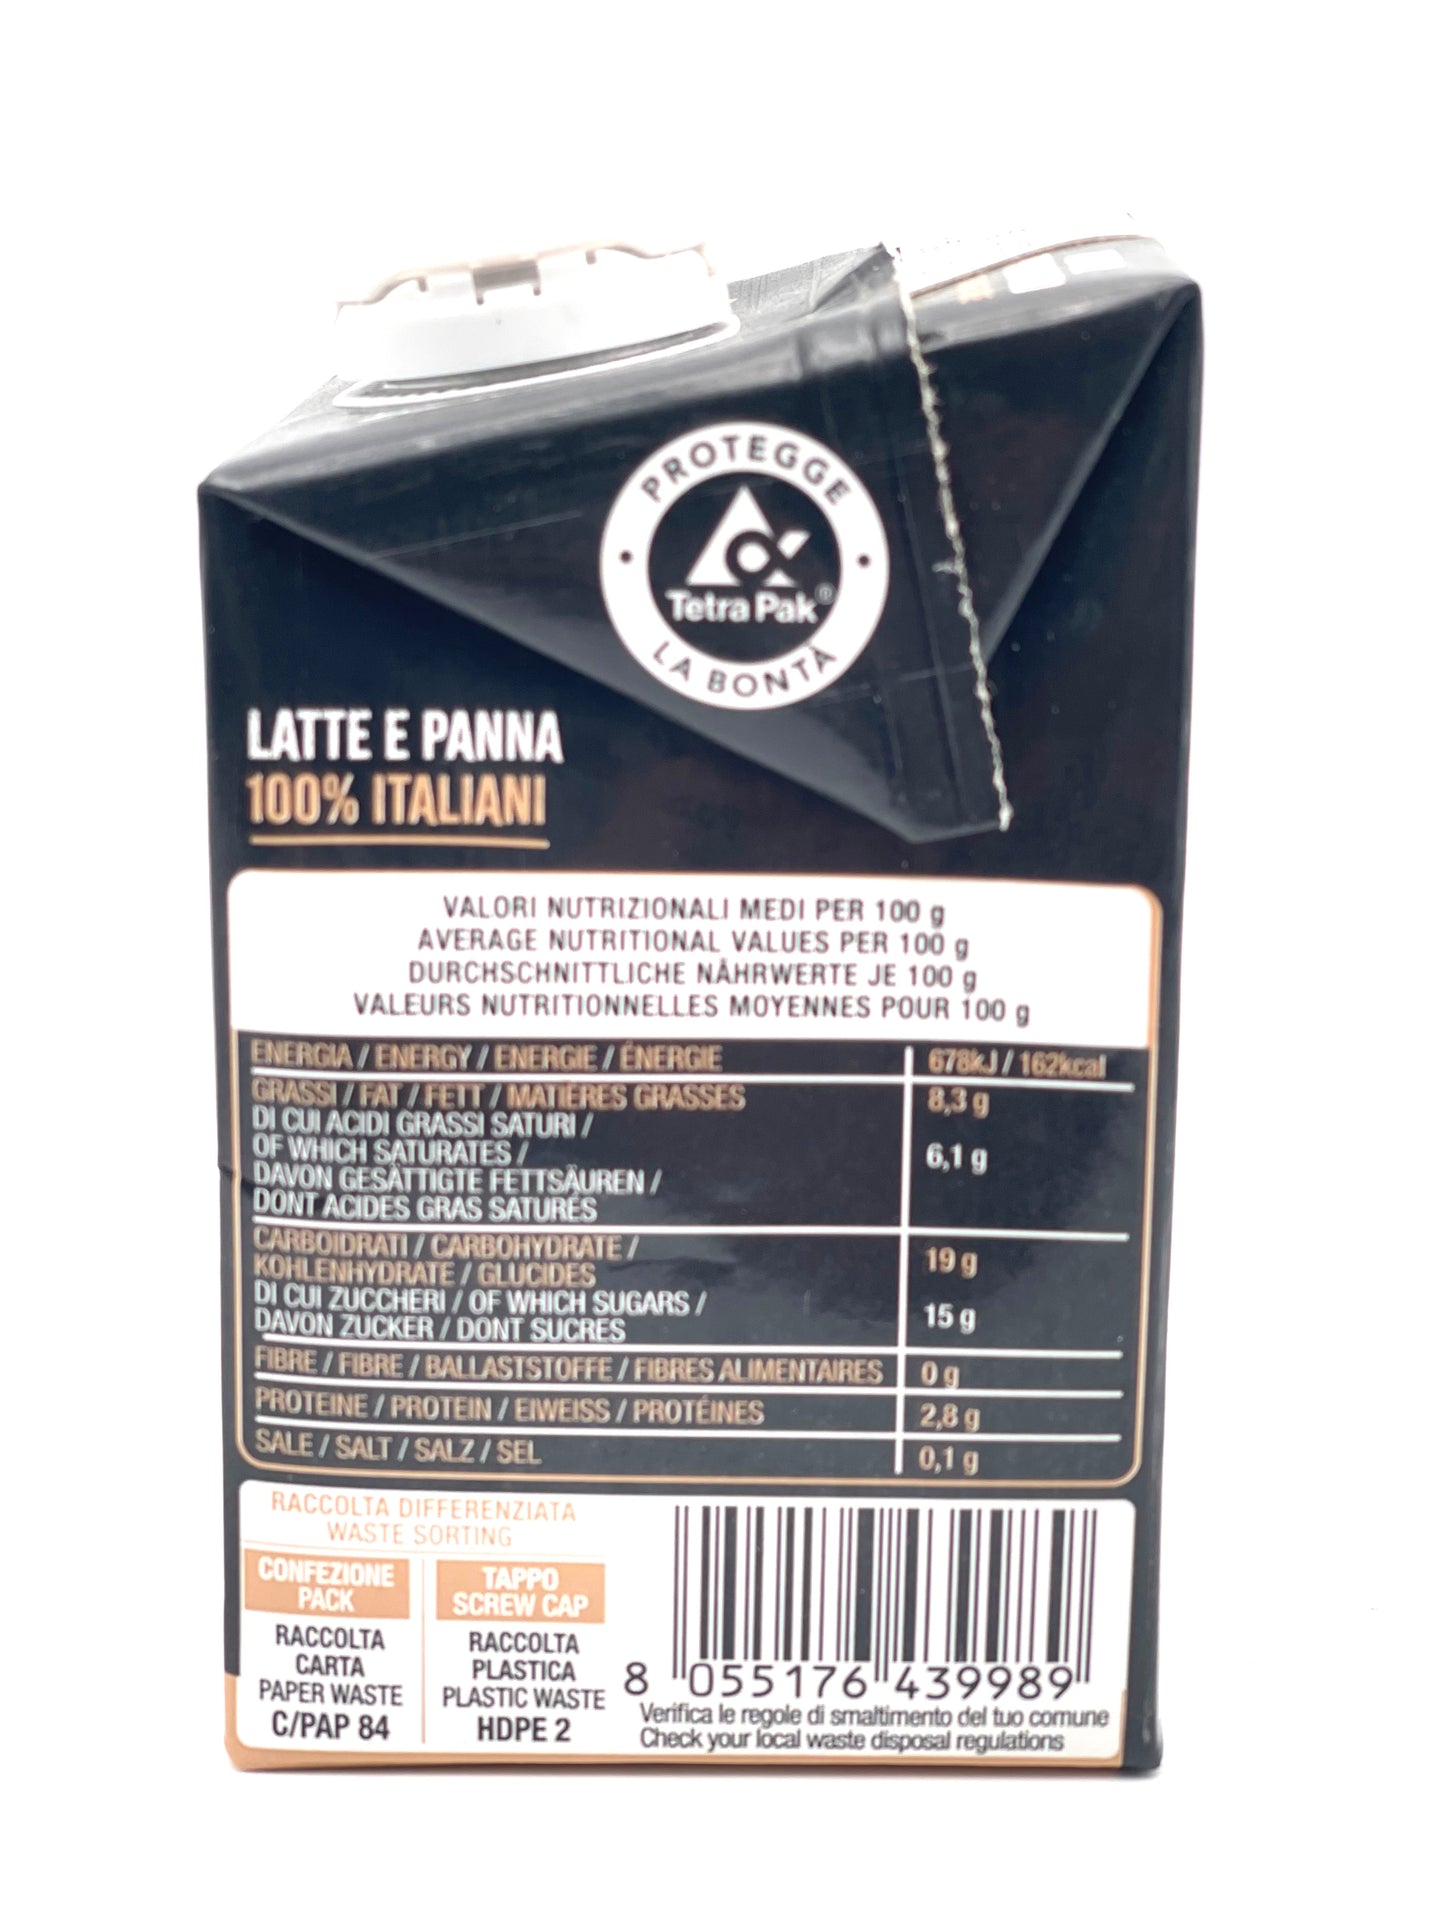 PROTEGGE
Tetra Pak®
LA BONTÀ
LATTE E PANNA
100% ITALIANI
VALORI NUTRIZIONALI MEDI PER 100 g
AVERAGE NUTRITIONAL VALUES PER 100 g
DURCHSCHNITTLICHE NÄHRWERTE JE 100 g
VALEURS NUTRITIONNELLES MOYENNES POUR 100 g
ENERGIA / ENERGY / ENERGIE / ÉNERGIE 678kJ / 162kcal
GRASSI / FAT / FETT / MATIÈRES GRASSES 8,3 g
DI CUI ACIDI GRASSI SATURI /
OF WHICH SATURATES / 6,1 g
DAVON GESÄTTIGTE FETTSÄUREN /
DONT ACIDES GRAS SATURÉS
CARBOIDRATI / CARBOHYDRATE / 19 g
KOHLENHYDRATE / GLUCIDES
DI CUI ZUCCHERI / OF WHICH SUGARS / 15 g
DAVON ZUCKER / DONT SUCRES
FIBRE / FIBRE / BALLASTSTOFFE / FIBRES ALIMENTAIRES 0 g
PROTEINE / PROTEIN / EIWEISS / PROTÉINES 2,8 g
SALE / SALT / SALZ / SEL 0,1 g
RACCOLTA DIFFERENZIATA
WASTE SORTING
CONFEZIONE
PACK
RACCOLTA
CARTA
PAPER WASTE
C/PAP 84
TAPPO
SCREW CAP
RACCOLTA
PLASTICA
PLASTIC WASTE
HDPE 2
8 055176 439989
Verifica le regole di smaltimento del tuo comune
Check your local waste disposal regulations